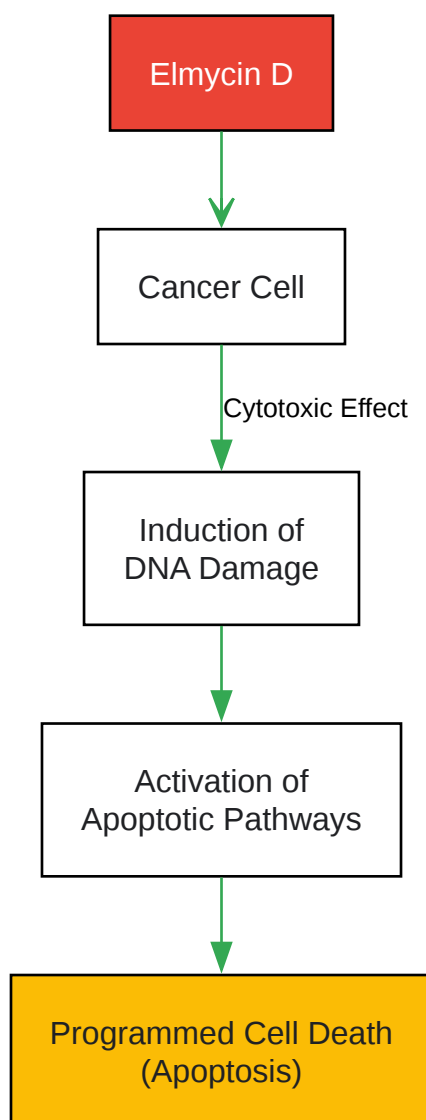 Elmycin D
Cancer Cell
Cytotoxic Effect
Induction of
DNA Damage
Activation of
Apoptotic Pathways
Programmed Cell Death
(Apoptosis)